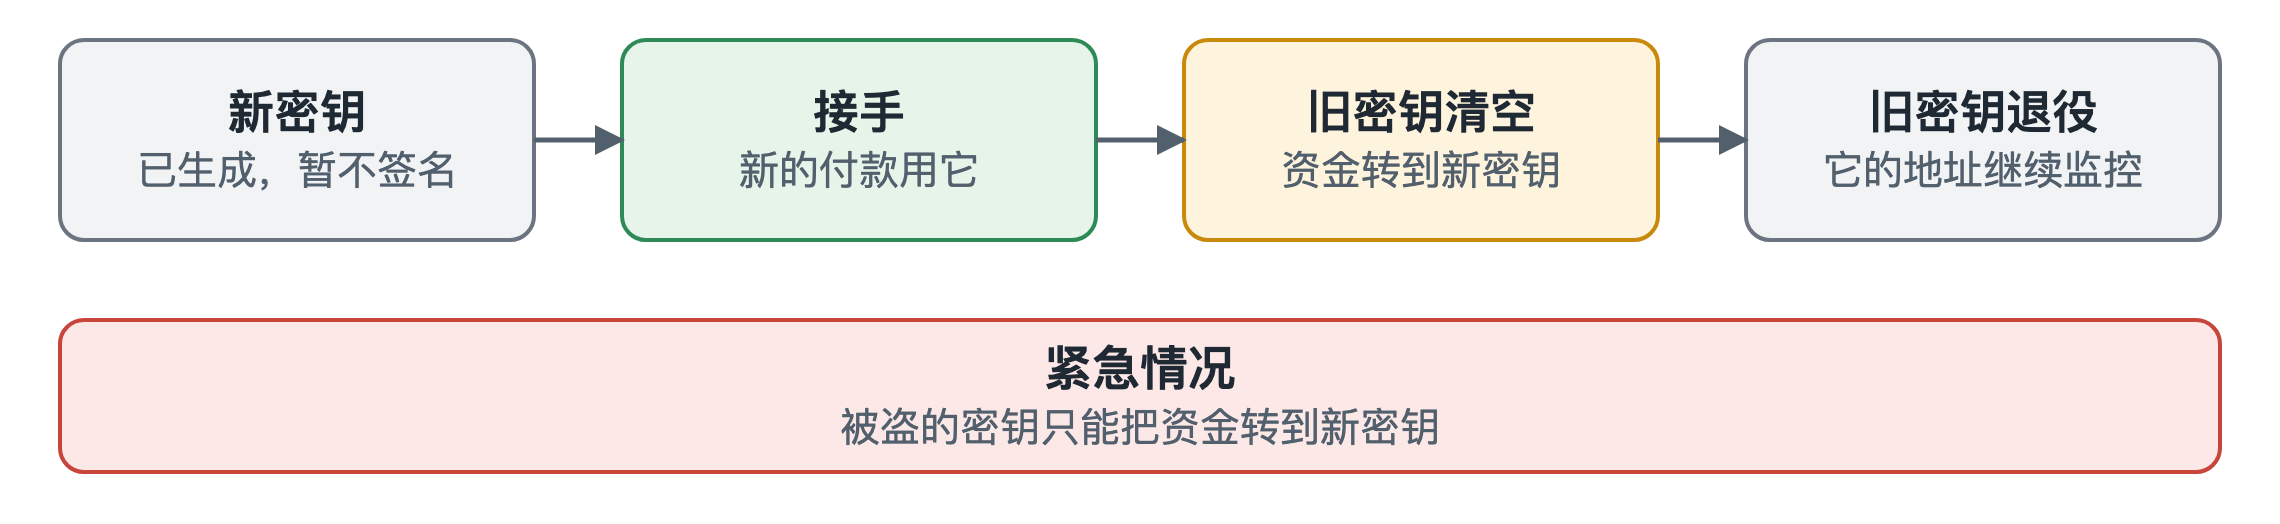 新密钥
已生成，暂不签名
接手
新的付款用它
旧密钥清空
资金转到新密钥
旧密钥退役
它的地址继续监控
紧急情况
被盗的密钥只能把资金转到新密钥